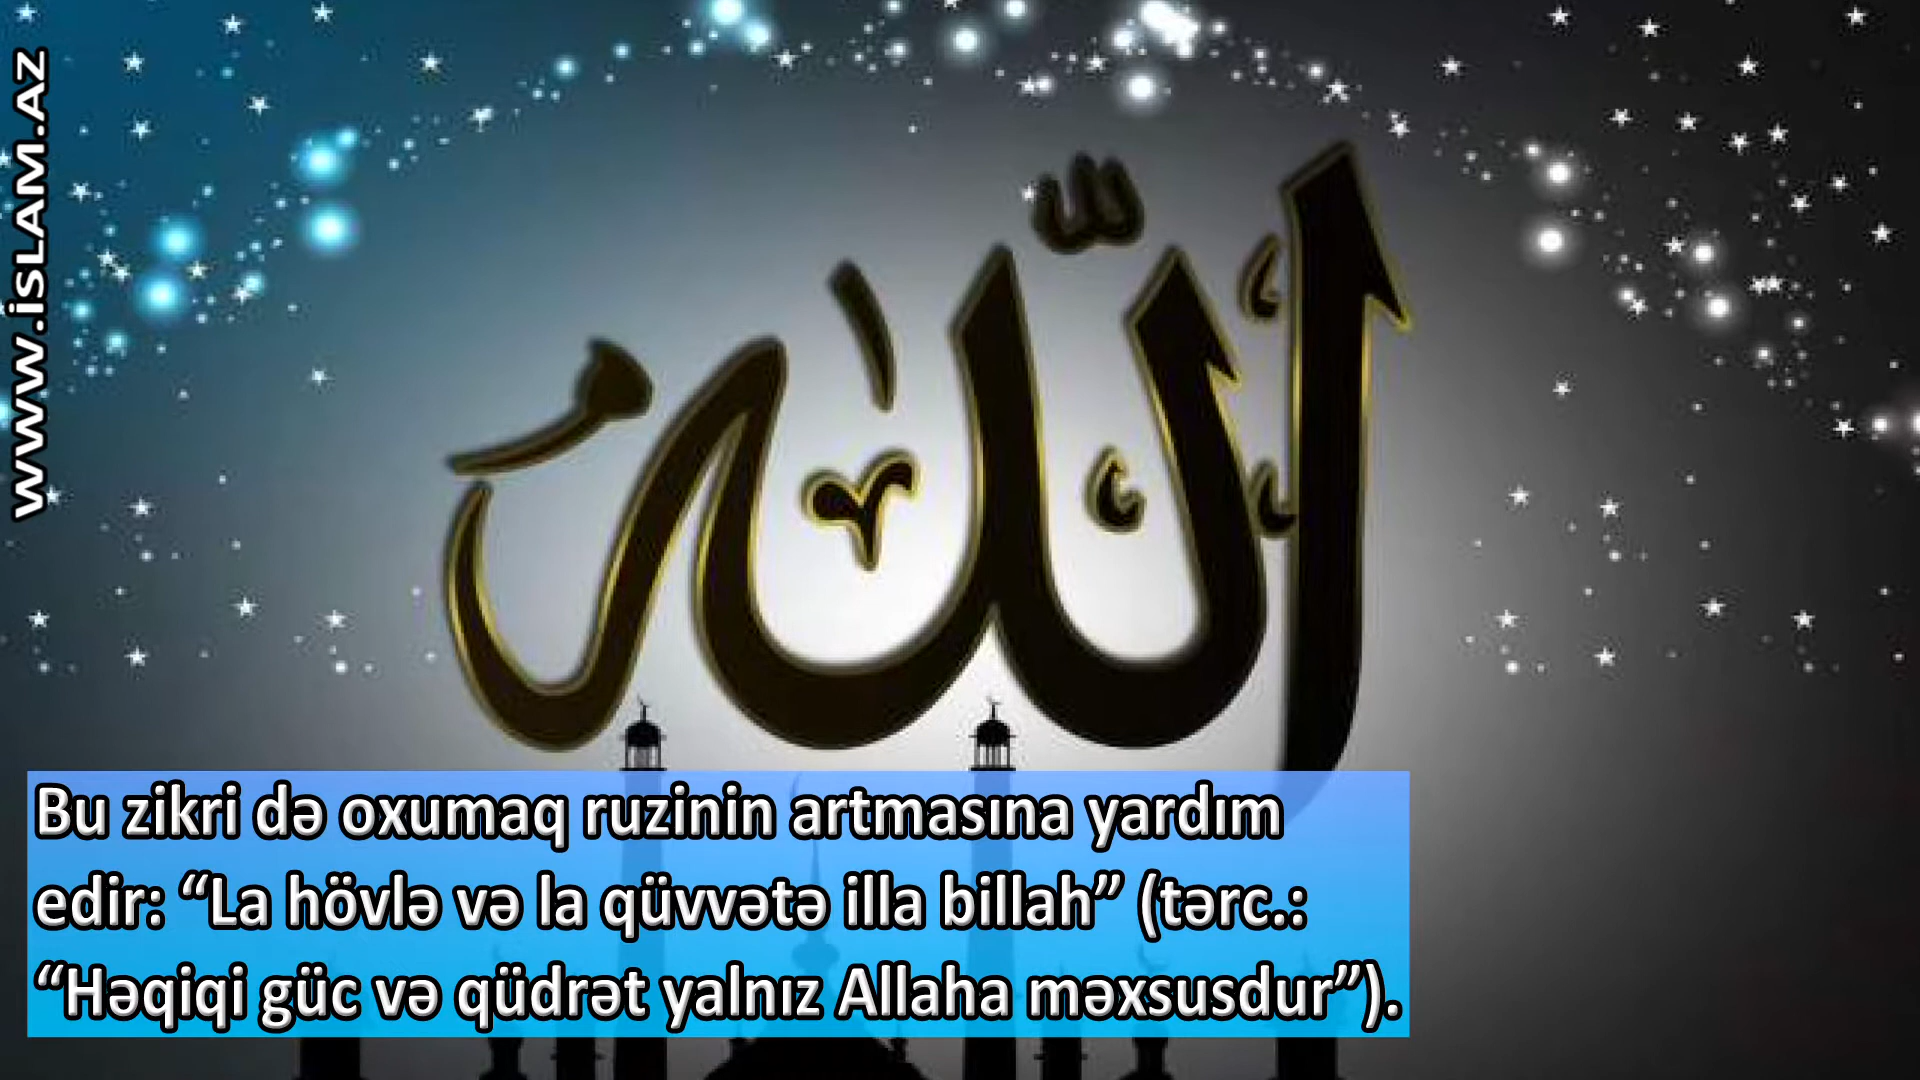 www.isLAM.AZ
الله
Bu zikri də oxumaq ruzinin artmasına yardım
edir: “La hövlə və la qüvvətə illa billah” (tərc.:
“Həqiqi güc və qüdrət yalnız Allaha məxsusdur”).